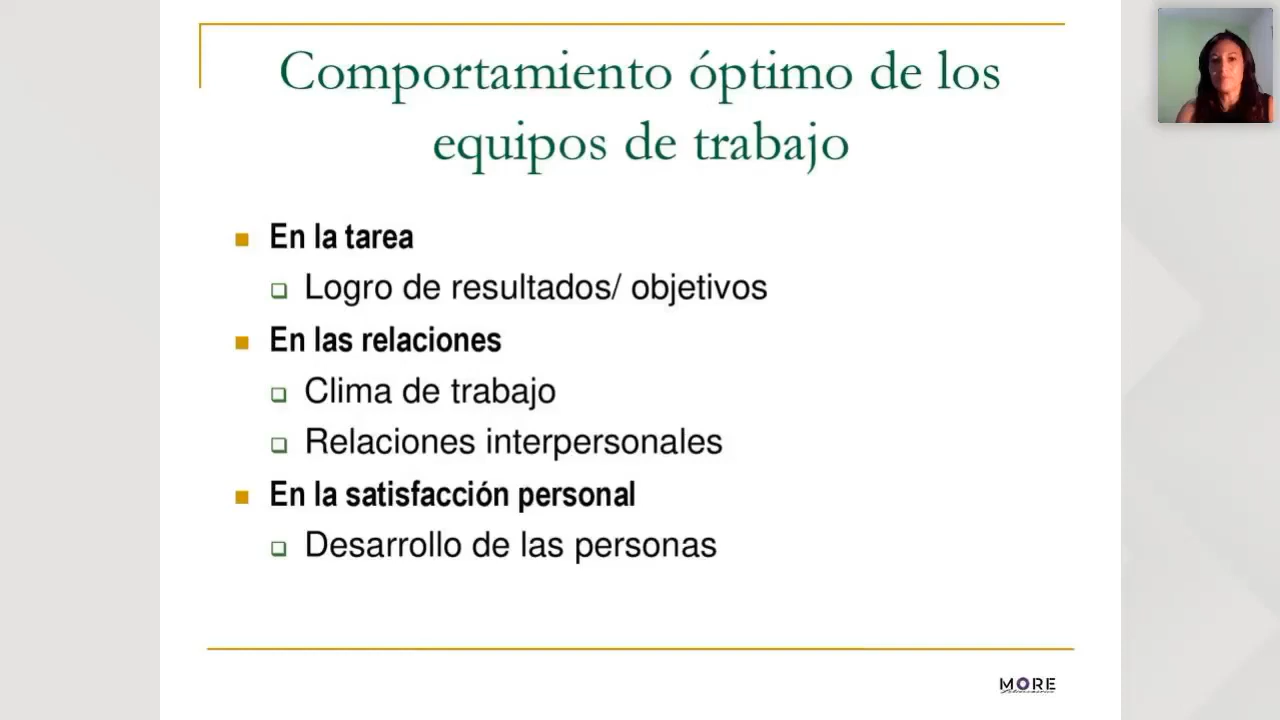 Comportamiento óptimo de los
equipos de trabajo
En la tarea
Logro de resultados/ objetivos
En las relaciones
Clima de trabajo
Relaciones interpersonales
En la satisfacción personal
Desarrollo de las personas
MORE